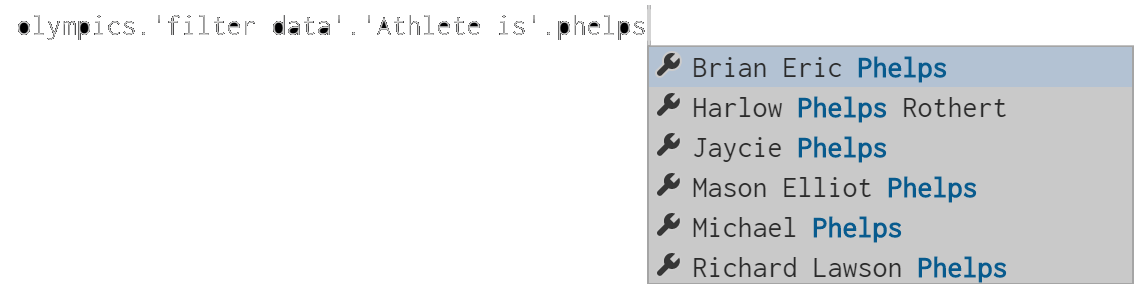 olympics.'filter data'.'Athlete is'.phelps
Brian Eric Phelps
Harlow Phelps Rothert
Jaycie Phelps
Mason Elliot Phelps
Michael Phelps
Richard Lawson Phelps